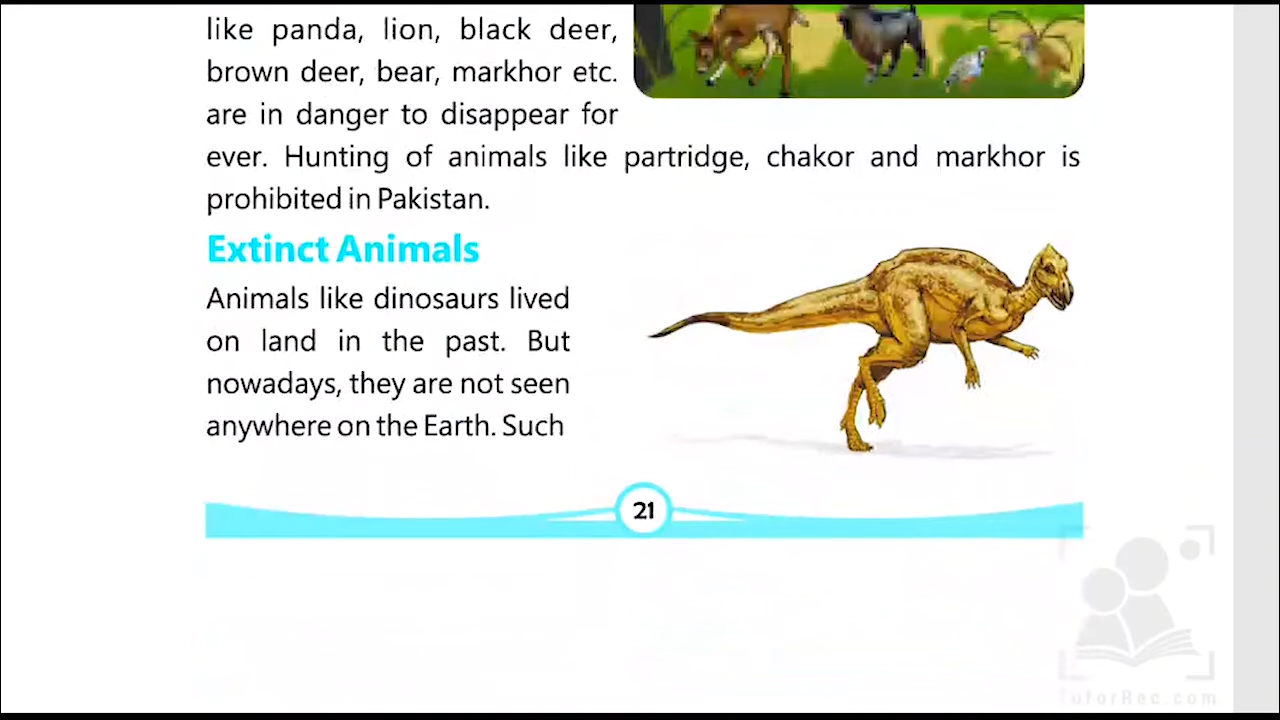 like panda, lion, black deer,
brown deer, bear, markhor etc.
are in danger to disappear for
ever. Hunting of animals like partridge, chakor and markhor is
prohibited in Pakistan.
Extinct Animals
Animals like dinosaurs lived
on land in the past. But
nowadays, they are not seen
anywhere on the Earth. Such
21
TutorRec.com